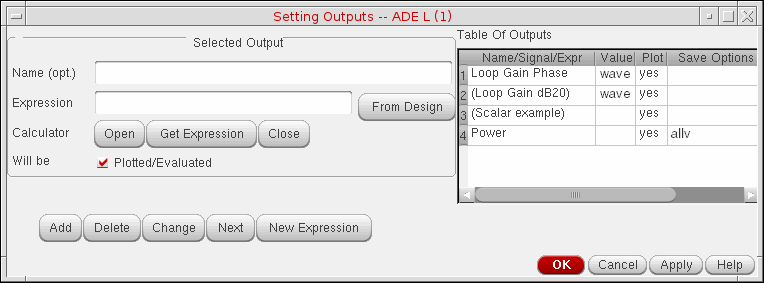 Setting Outputs -- ADE L (1)
Selected Output
Name (opt.)
Expression
From Design
Calculator
Open
Get Expression
Close
Will be
Plotted/Evaluated
Add
Delete
Change
Next
New Expression
Table Of Outputs
Name/Signal/Expr Value Plot Save Options
1 Loop Gain Phase wave yes
2 (Loop Gain dB20) wave yes
3 (Scalar example) yes
4 Power yes allv
OK
Cancel
Apply
Help